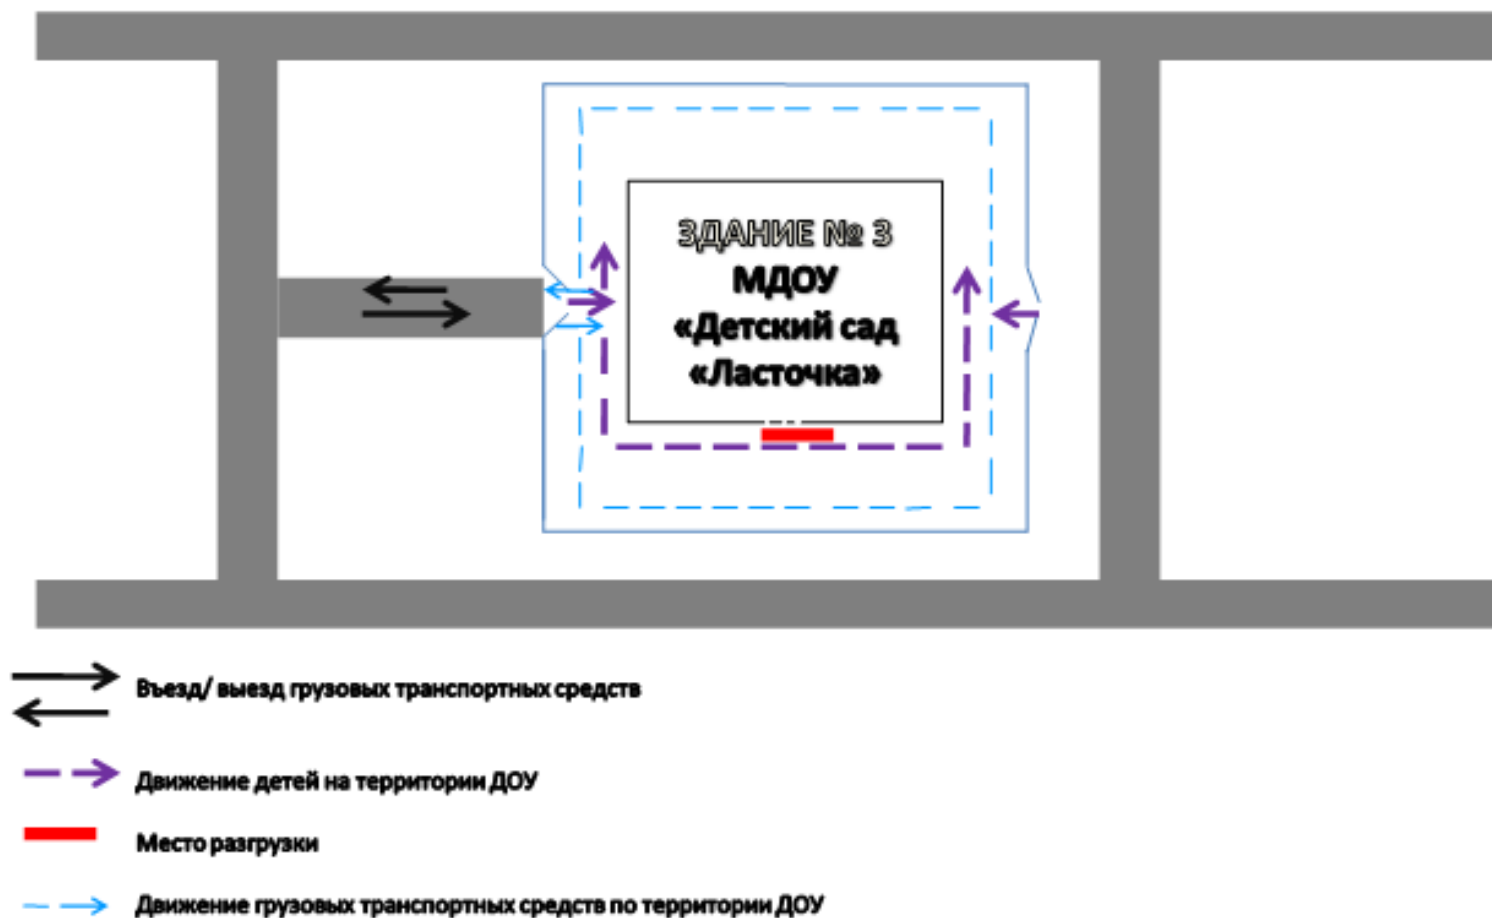 ЗДАНИЕ № 3
МДОУ
«Детский сад
«Ласточка»
Въезд/ выезд грузовых транспортных средств
Движение детей на территории ДОУ
Место разгрузки
Движение грузовых транспортных средств по территории ДОУ